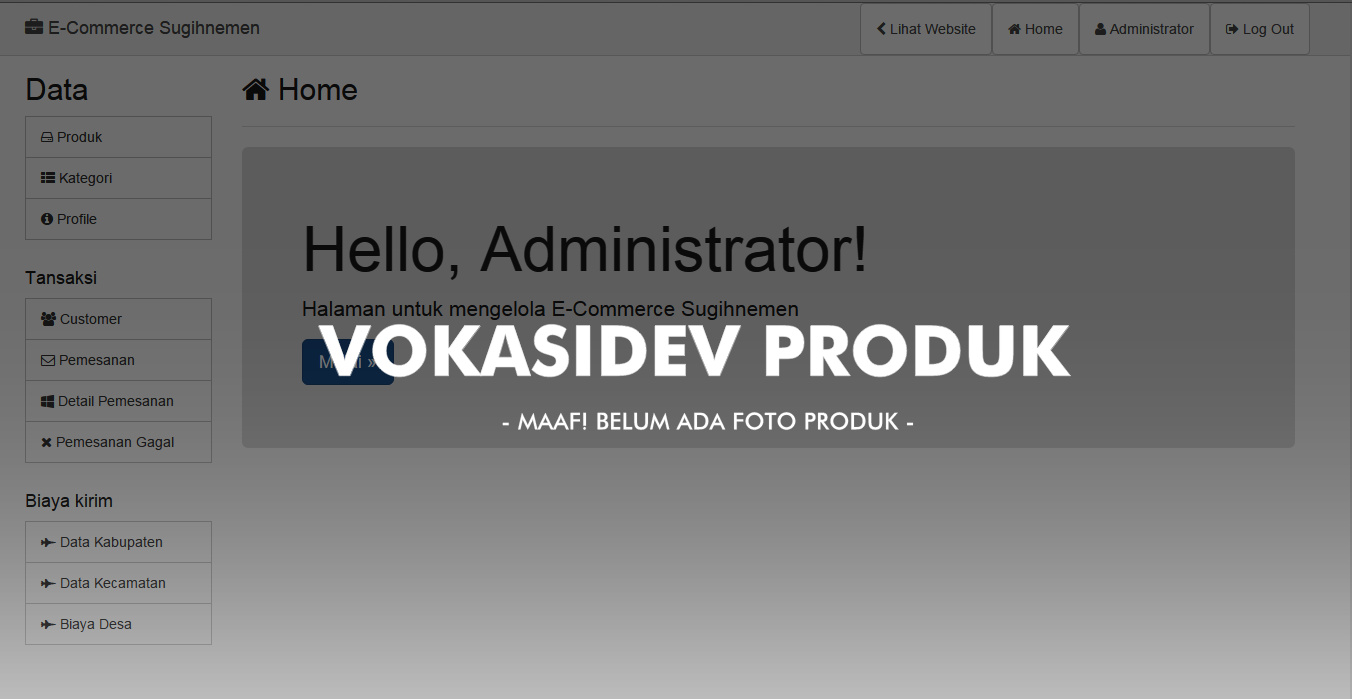 E-Commerce Sugihnemen
Lihat Website
Home
Administrator
Log Out
Data
Produk
Kategori
Profile
Tansaksi
Customer
Pemesanan
Detail Pemesanan
Pemesanan Gagal
Biaya kirim
Data Kabupaten
Data Kecamatan
Biaya Desa
Home
Hello, Administrator!
Halaman untuk mengelola E-Commerce Sugihnemen
VOKASIDEV PRODUK
- MAAF! BELUM ADA FOTO PRODUK -